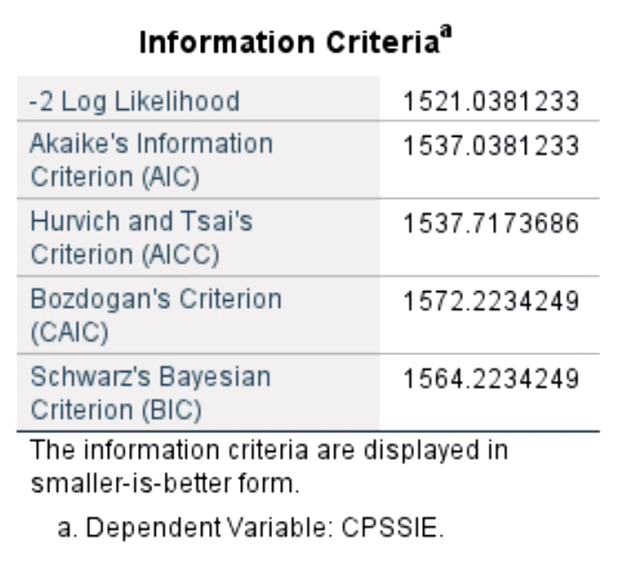 Information Criteriaª
-2 Log Likelihood 1521.0381233
Akaike's Information 1537.0381233
Criterion (AIC)
Hurvich and Tsai's 1537.7173686
Criterion (AICC)
Bozdogan's Criterion 1572.2234249
(CAIC)
Schwarz's Bayesian 1564.2234249
Criterion (BIC)
The information criteria are displayed in
smaller-is-better form.
a. Dependent Variable: CPSSIE.